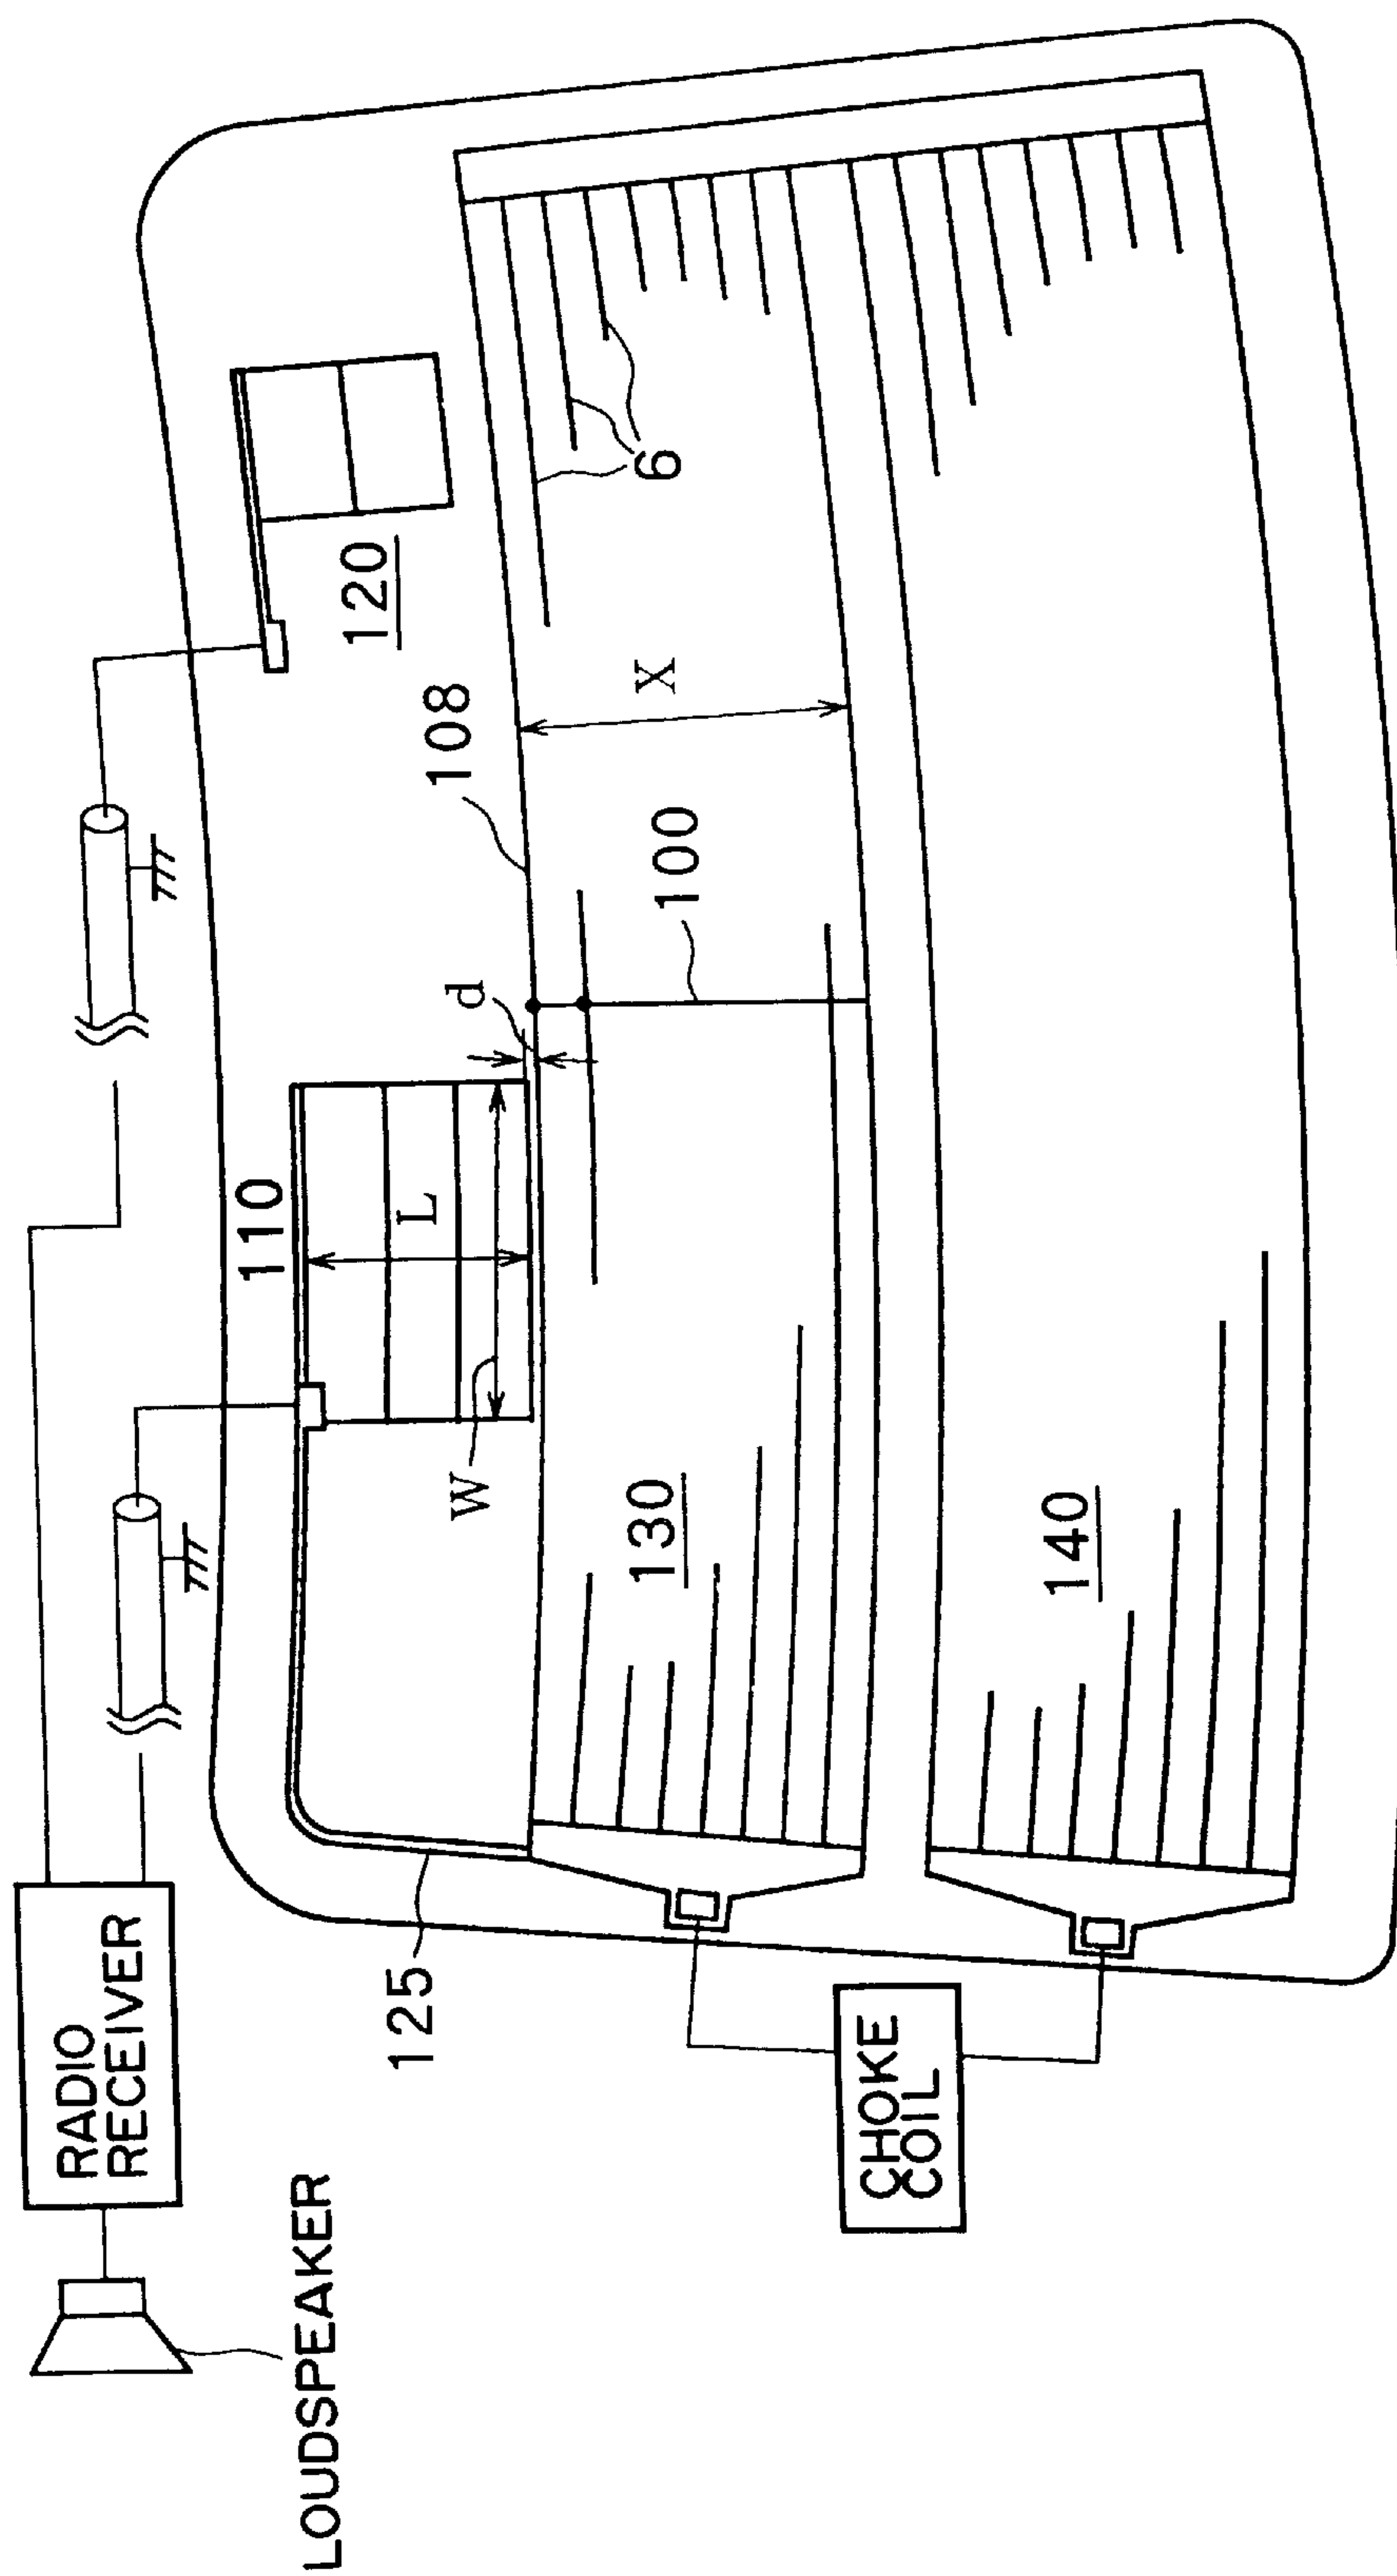 LOUDSPEAKER
RADIO
RECEIVER
125
CHOKE
COIL
110
L
W
d
108
120
100
X
6
130
140